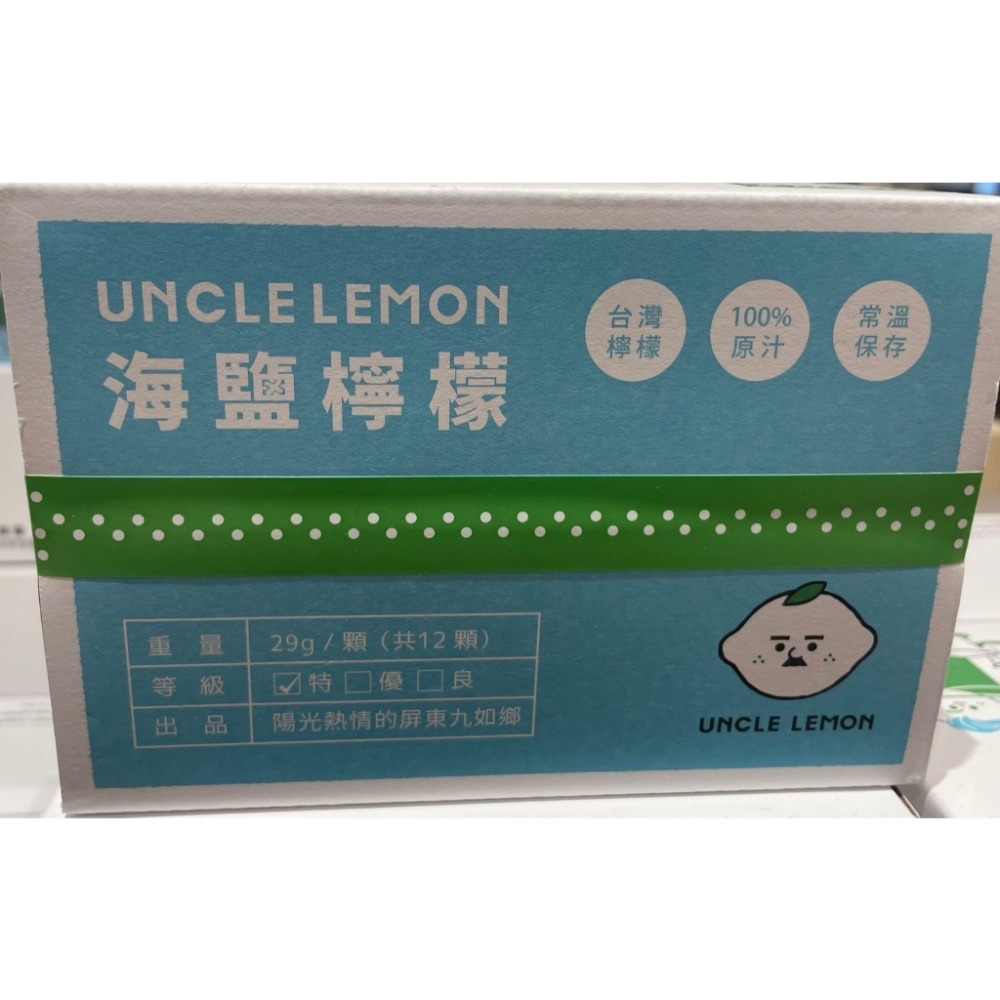 UNCLE LEMON
海鹽檸檬
台灣
檸檬
100%
原汁
常溫
保存
重量 29g / 顆（共12顆）
等級 ☑特 □優 □良
出品 陽光熱情的屏東九如鄉
UNCLE LEMON